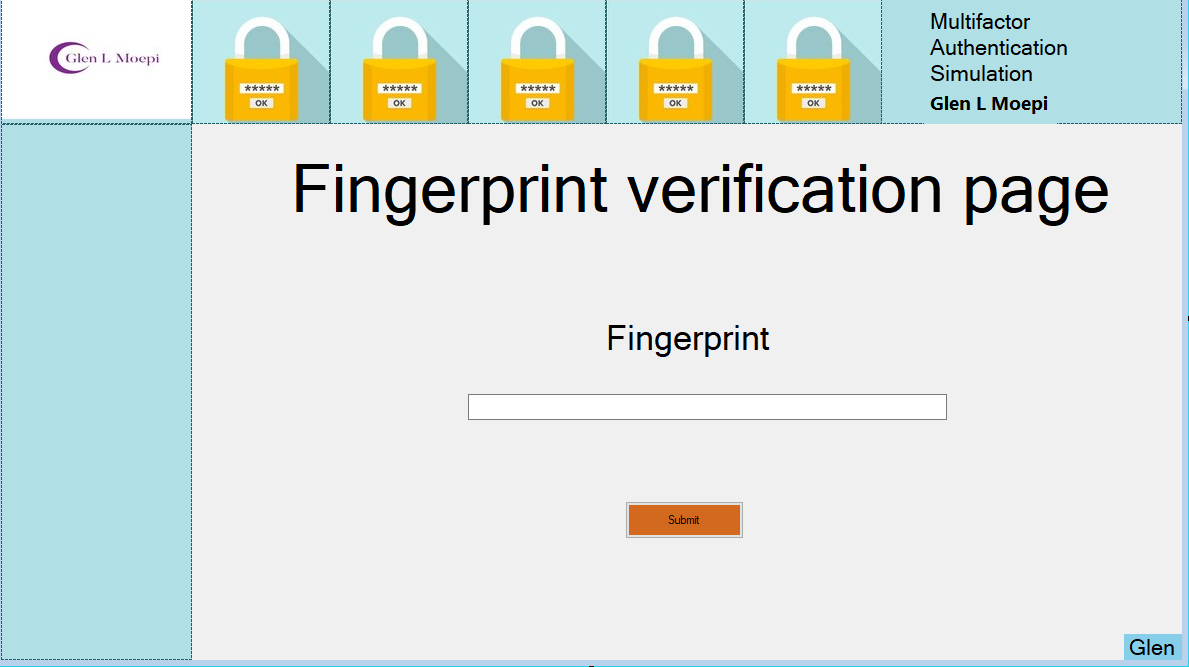 Glen L Moepi
*****
OK
*****
OK
*****
OK
*****
OK
*****
OK
Multifactor
Authentication
Simulation
Glen L Moepi
Fingerprint verification page
Fingerprint
Submit
Glen